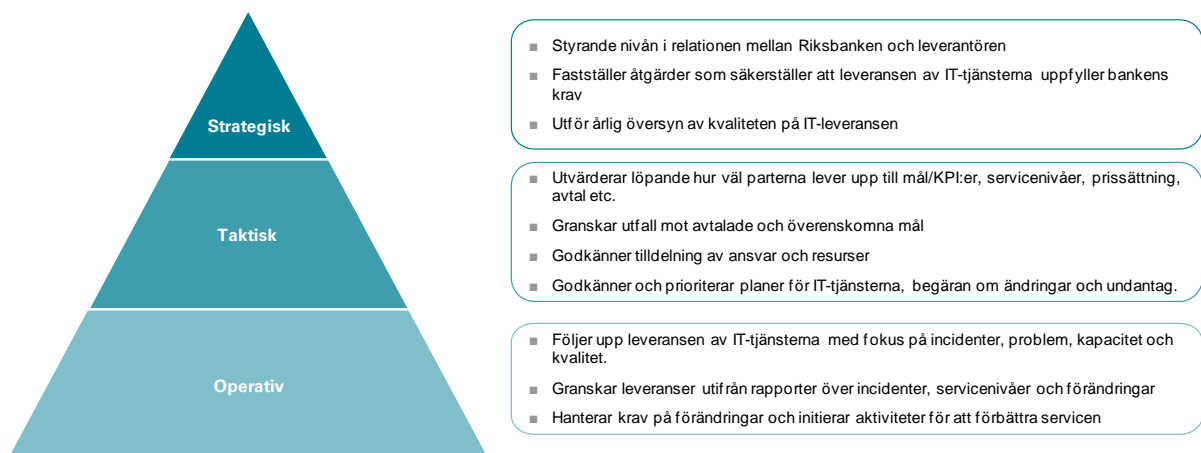 Strategisk
■ Styrande nivån i relationen mellan Riksbanken och leverantören
■ Fastställer åtgärder som säkerställer att leveransen av IT-tjänsterna uppfyller bankens
krav
■ Utför årlig översyn av kvaliteten på IT-leveransen
Taktisk
■ Utvärderar löpande hur väl parterna lever upp till mål/KPI:er, servicenivåer, prissättning,
avtal etc.
■ Granskar utfall mot avtalade och överenskomna mål
■ Godkänner tilldelning av ansvar och resurser
■ Godkänner och prioriterar planer för IT-tjänsterna, begäran om ändringar och undantag.
Operativ
■ Följer upp leveransen av IT-tjänsterna med fokus på incidenter, problem, kapacitet och
kvalitet.
■ Granskar leveranser utifrån rapporter över incidenter, servicenivåer och förändringar
■ Hanterar krav på förändringar och initierar aktiviteter för att förbättra servicen